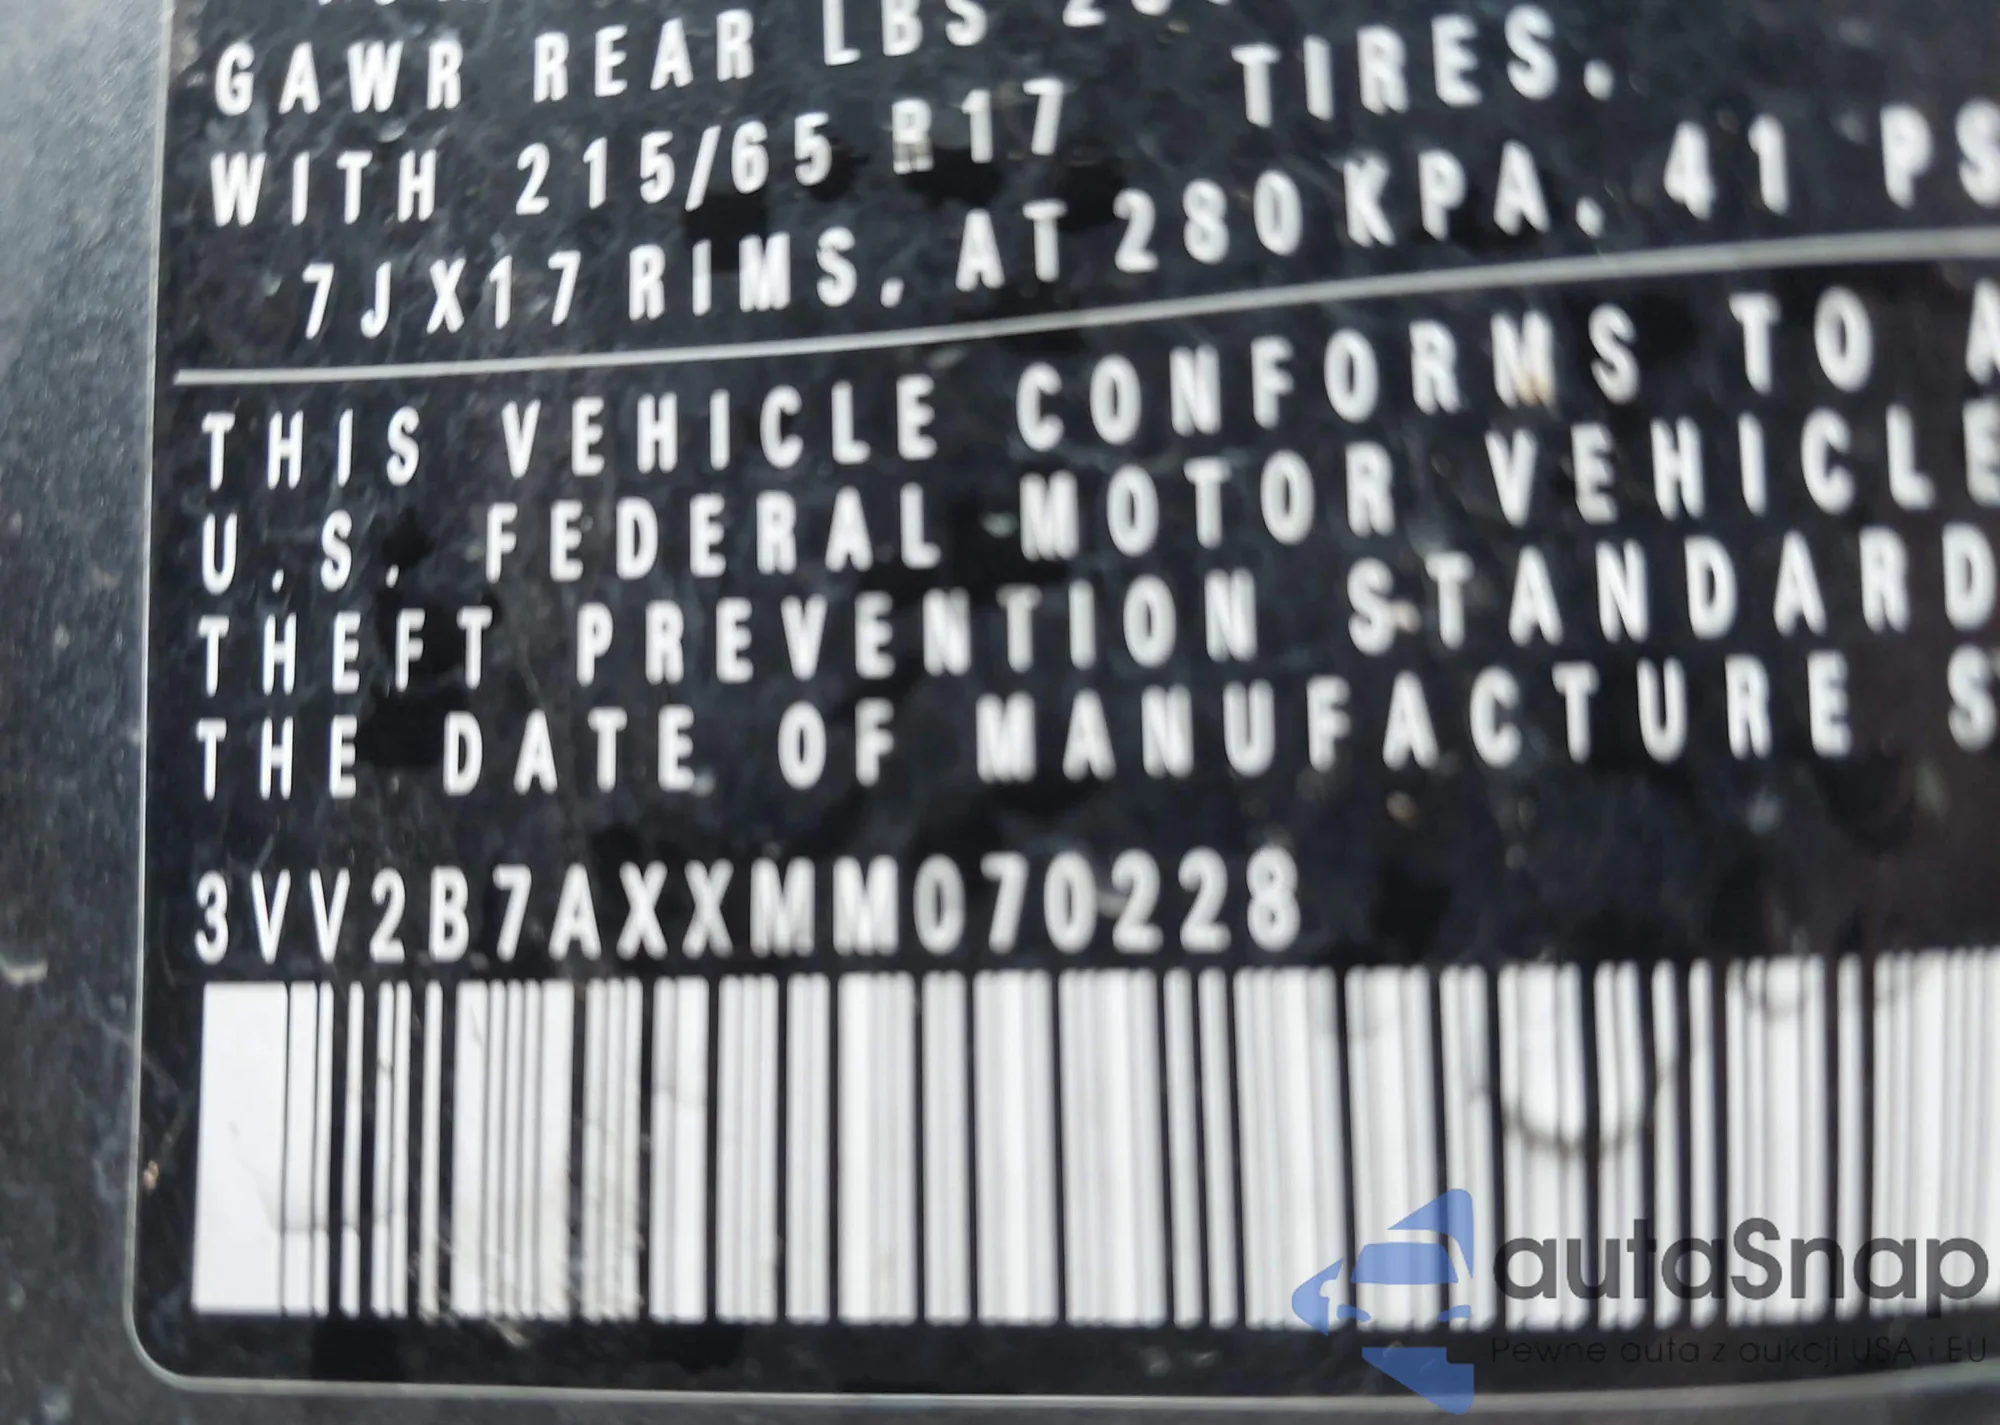 GAWR REAR LBS
WITH 215/65 R17 TIRES.
7JX17 RIMS, AT 280 KPA. 41 PS
THIS VEHICLE CONFORMS TO A
U.S. FEDERAL MOTOR VEHICLE
THEFT PREVENTION STANDARD
THE DATE OF MANUFACTURE S
3VV2B7AXXMM070228
autaSnap
Pewne auta z aukcji USA i EU